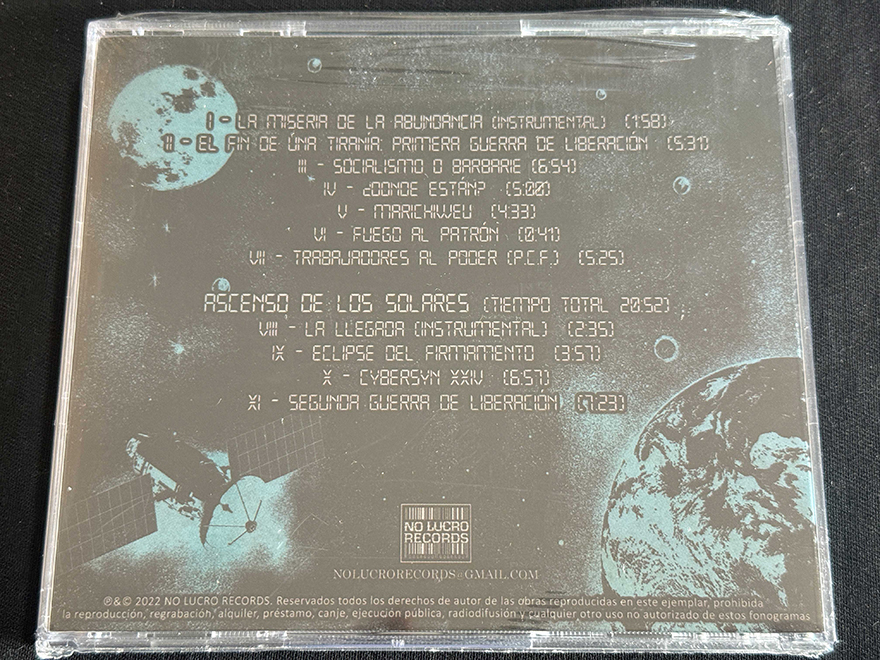 I - LA MISERIA DE LA ABUNDANCIA (INSTRUMENTAL) (1:58)
II - EL FIN DE UNA TIRANÍA: PRIMERA GUERRA DE LIBERACIÓN (5:31)
III - SOCIALISMO O BARBARIE (6:54)
IV - ¿DONDE ESTÁN? (5:00)
V - MARICHIWEU (4:33)
VI - FUEGO AL PATRÓN (0:41)
VII - TRABAJADORES AL PODER (P.C.F.) (5:25)
ASCENSO DE LOS SOLARES (TIEMPO TOTAL 20:52)
VIII - LA LLEGADA (INSTRUMENTAL) (2:35)
IX - ECLIPSE DEL FIRMAMENTO (3:57)
X - CYBERSYN XXIV (6:57)
XI - SEGUNDA GUERRA DE LIBERACIÓN (7:23)
NO LUCRO
RECORDS
NOLUCRORECORDS@GMAIL.COM
℗&© 2022 NO LUCRO RECORDS. Reservados todos los derechos de autor de las obras reproducidas en este ejemplar, prohibida
la reproducción, regrabación, alquiler, préstamo, canje, ejecución pública, radiodifusión y cualquier otro uso no autorizado de estos fonogramas